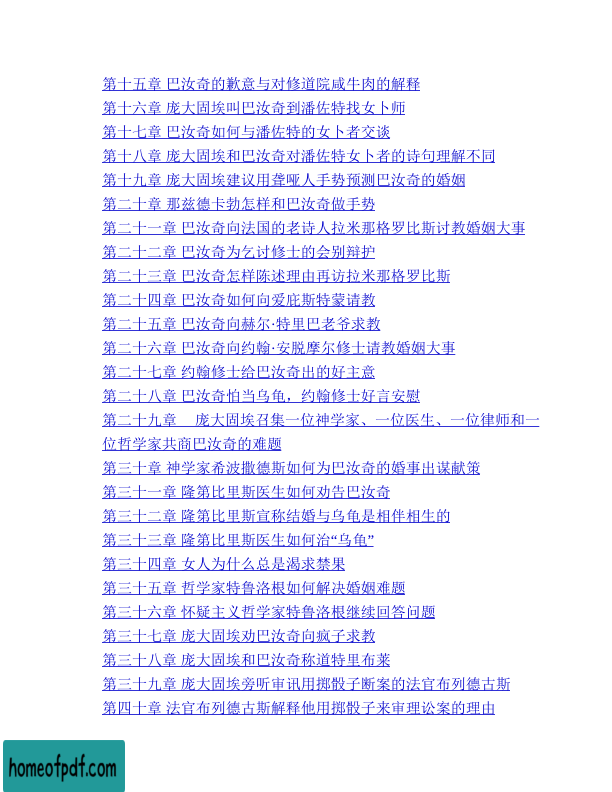 第十五章 巴汝奇的歉意与对修道院咸牛肉的解释
第十六章 庞大固埃叫巴汝奇到潘佐特找女卜师
第十七章 巴汝奇如何与潘佐特的女卜者交谈
第十八章 庞大固埃和巴汝奇对潘佐特女卜者的诗句理解不同
第十九章 庞大固埃建议用聋哑人手势预测巴汝奇的婚姻
第二十章 那兹德卡勃怎样和巴汝奇做手势
第二十一章 巴汝奇向法国的老诗人拉米那格罗比斯讨教婚姻大事
第二十二章 巴汝奇为乞讨修士的会别辩护
第二十三章 巴汝奇怎样陈述理由再访拉米那格罗比斯
第二十四章 巴汝奇如何向爱庇斯特蒙请教
第二十五章 巴汝奇向赫尔·特里巴老爷求教
第二十六章 巴汝奇向约翰·安脱摩尔修士请教婚姻大事
第二十七章 约翰修士给巴汝奇出的好主意
第二十八章 巴汝奇怕当乌龟，约翰修士好言安慰
第二十九章 庞大固埃召集一位神学家、一位医生、一位律师和一
位哲学家共商巴汝奇的难题
第三十章 神学家希波撒德斯如何为巴汝奇的婚事出谋献策
第三十一章 隆第比里斯医生如何劝告巴汝奇
第三十二章 隆第比里斯宣称结婚与乌龟是相伴相生的
第三十三章 隆第比里斯医生如何治“乌龟”
第三十四章 女人为什么总是渴求禁果
第三十五章 哲学家特鲁洛根如何解决婚姻难题
第三十六章 怀疑主义哲学家特鲁洛根继续回答问题
第三十七章 庞大固埃劝巴汝奇向疯子求教
第三十八章 庞大固埃和巴汝奇称道特里布莱
第三十九章 庞大固埃旁听审讯用掷骰子断案的法官布列德古斯
第四十章 法官布列德古斯解释他用掷骰子来审理讼案的理由
homeofpdf.com